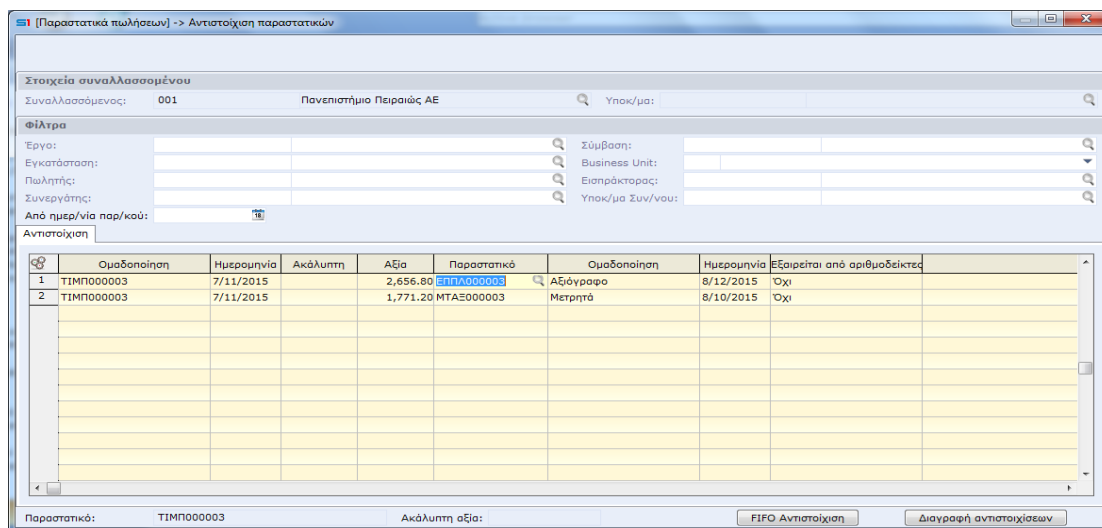 S1 [Παραστατικά πωλήσεων] -> Αντιστοίχιση παραστατικών
Στοιχεία συναλλασσομένου
Συναλλασσόμενος: 001 Πανεπιστήμιο Πειραιώς ΑΕ Υποκ/μα:
Φίλτρα
Έργο: Σύμβαση:
Εγκατάσταση: Business Unit:
Πωλητής: Εισπράκτορας:
Συνεργάτης: Υποκ/μα Συν/νου:
Από ημερ/νία παρ/κού: 18
Αντιστοίχιση
Ομαδοποίηση Ημερομηνία Ακάλυπτη Αξία Παραστατικό Ομαδοποίηση Ημερομηνία Εξαιρείται από αριθμοδείκτες
1 ΤΙΜΠ000003 7/11/2015 2,656.80 ΕΠΠΛ000003 Αξιόγραφο 8/12/2015 Όχι
2 ΤΙΜΠ000003 7/11/2015 1,771.20 ΜΤΑΞ000003 Μετρητά 8/10/2015 Όχι
Παραστατικό: ΤΙΜΠ000003 Ακάλυπτη αξία: FIFO Αντιστοίχιση Διαγραφή αντιστοιχίσεων